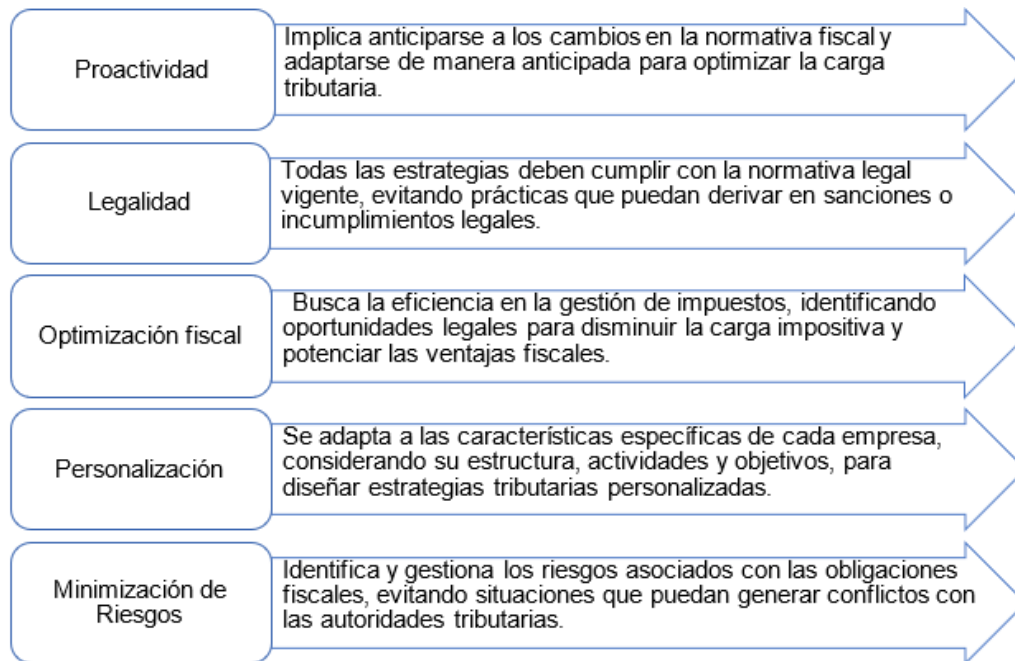 Proactividad
Implica anticiparse a los cambios en la normativa fiscal y
adaptarse de manera anticipada para optimizar la carga
tributaria.
Legalidad
Todas las estrategias deben cumplir con la normativa legal
vigente, evitando prácticas que puedan derivar en sanciones o
incumplimientos legales.
Optimización fiscal
Busca la eficiencia en la gestión de impuestos, identificando
oportunidades legales para disminuir la carga impositiva y
potenciar las ventajas fiscales.
Personalización
Se adapta a las características específicas de cada empresa,
considerando su estructura, actividades y objetivos, para
diseñar estrategias tributarias personalizadas.
Minimización de
Riesgos
Identifica y gestiona los riesgos asociados con las obligaciones
fiscales, evitando situaciones que puedan generar conflictos con
las autoridades tributarias.